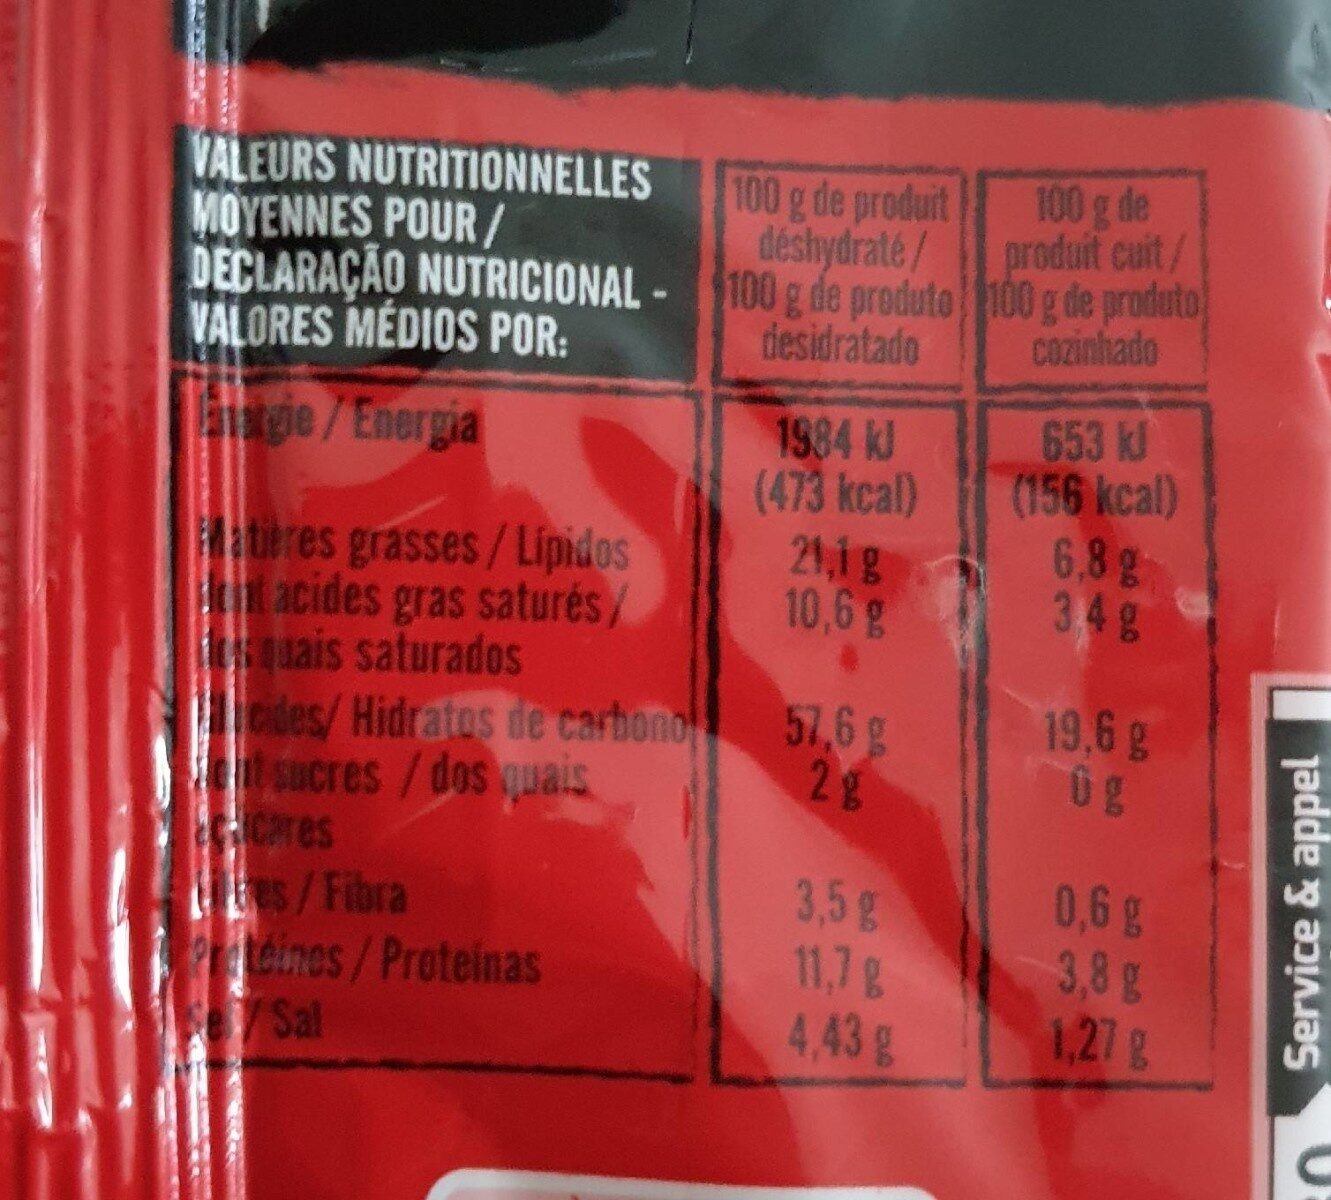 VALEURS NUTRITIONNELLES
MOYENNES POUR /
DECLARAÇÃO NUTRICIONAL -
VALORES MÉDIOS POR:
100 g de produit
déshydraté /
100 g de produto
desidratado
100 g de
produit cuit /
100 g de produto
cozinhado
Énergie / Energia 1984 kJ 653 kJ
(473 kcal) (156 kcal)
Matières grasses / Lípidos 21,1 g 6,8 g
dont acides gras saturés / 10,6 g 3,4 g
dos quais saturados
Glucides/ Hidratos de carbono 57,6 g 19,6 g
dont sucres / dos quais 2 g 0 g
açúcares
Fibres / Fibra 3,5 g 0,6 g
Protéines / Proteínas 11,7 g 3,8 g
Sel / Sal 4,43 g 1,27 g
Service & appel